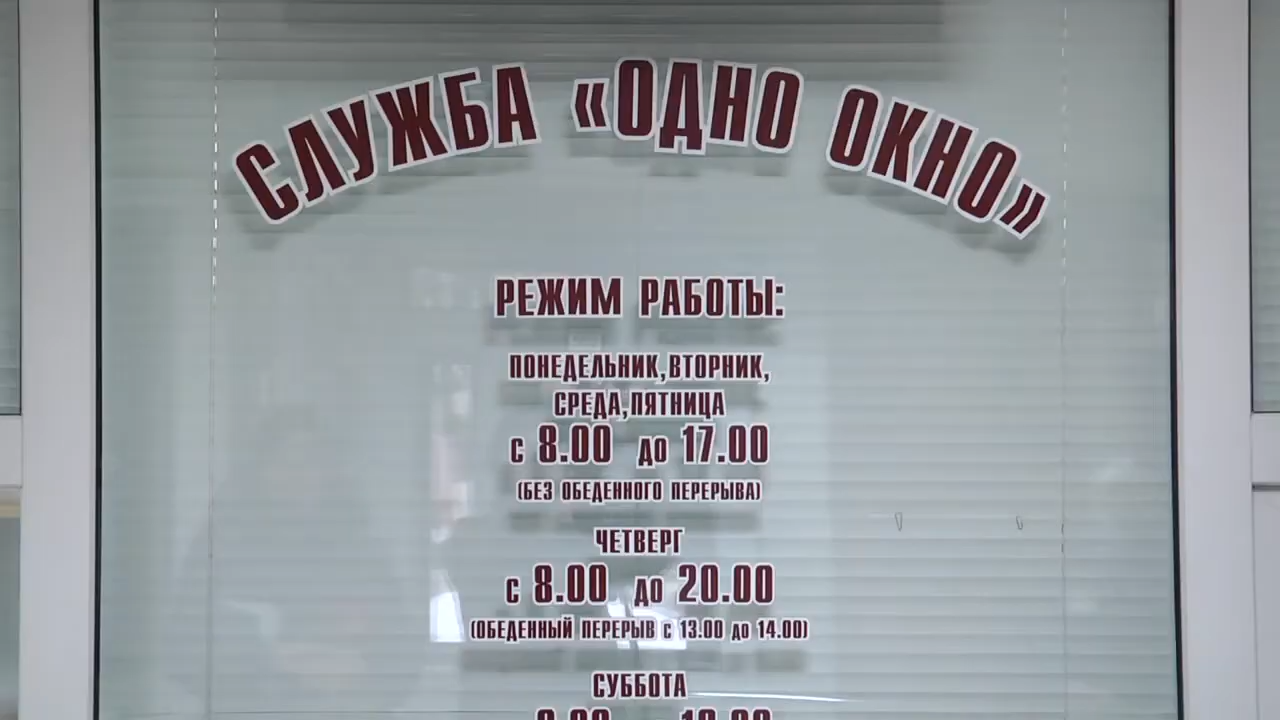 СЛУЖБА «ОДНО ОКНО»
РЕЖИМ РАБОТЫ:
ПОНЕДЕЛЬНИК,ВТОРНИК,
СРЕДА,ПЯТНИЦА
с 8.00 до 17.00
(БЕЗ ОБЕДЕННОГО ПЕРЕРЫВА)
ЧЕТВЕРГ
с 8.00 до 20.00
(ОБЕДЕННЫЙ ПЕРЕРЫВ с 13.00 до 14.00)
СУББОТА